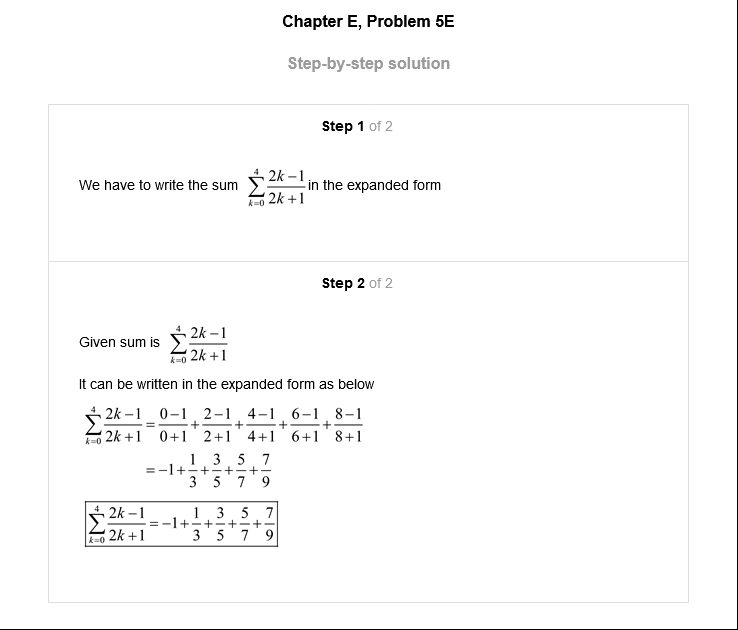 Chapter E, Problem 5E
Step-by-step solution
Step 1 of 2
We have to write the sum $\sum_{k=0}^{4}\frac{2k-1}{2k+1}$ in the expanded form
Step 2 of 2
Given sum is $\sum_{k=0}^{4}\frac{2k-1}{2k+1}$
It can be written in the expanded form as below
$\sum_{k=0}^{4}\frac{2k-1}{2k+1}=\frac{0-1}{0+1}+\frac{2-1}{2+1}+\frac{4-1}{4+1}+\frac{6-1}{6+1}+\frac{8-1}{8+1}$
$=-1+\frac{1}{3}+\frac{3}{5}+\frac{5}{7}+\frac{7}{9}$
$\sum_{k=0}^{4}\frac{2k-1}{2k+1}=-1+\frac{1}{3}+\frac{3}{5}+\frac{5}{7}+\frac{7}{9}$